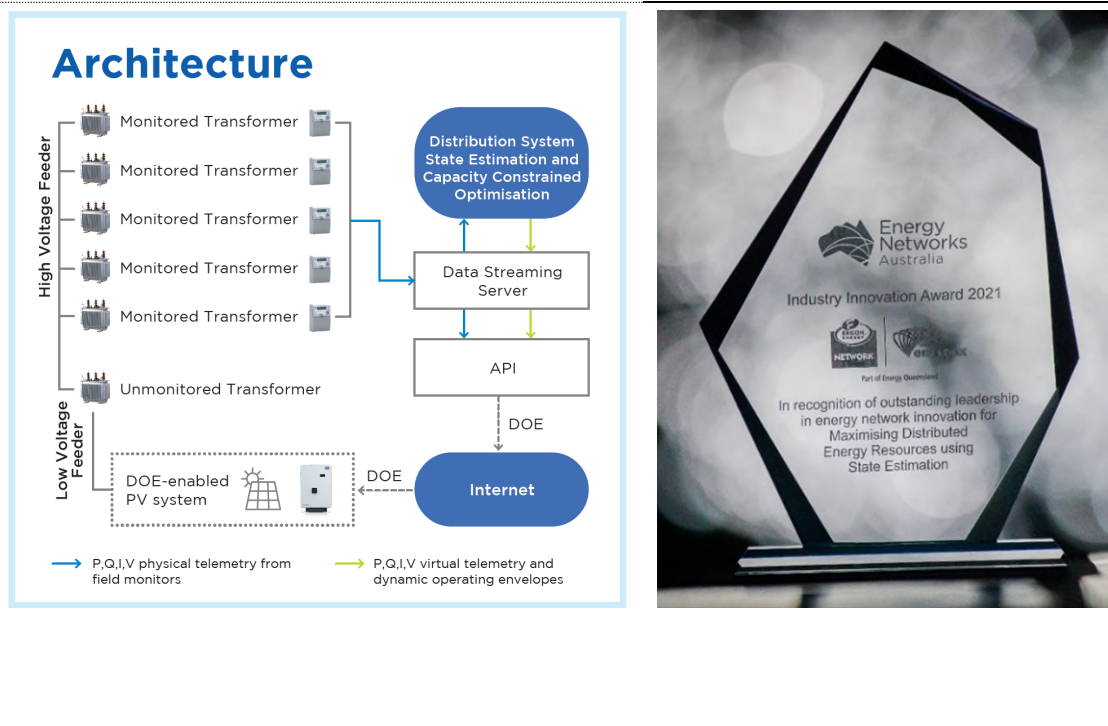 Architecture
High Voltage Feeder
Monitored Transformer
Monitored Transformer
Monitored Transformer
Monitored Transformer
Monitored Transformer
Unmonitored Transformer
Low Voltage
Feeder
DOE-enabled
PV system
Distribution System
State Estimation and
Capacity Constrained
Optimisation
Data Streaming
Server
API
DOE
Internet
DOE
P,Q,I,V physical telemetry from
field monitors
P,Q,I,V virtual telemetry and
dynamic operating envelopes
Energy
Networks
Australia
Industry Innovation Award 2021
ERGON
ENERGY
NETWORK
Part of Energy Queensland
In recognition of outstanding leadership
in energy network innovation for
Maximising Distributed
Energy Resources using
State Estimation